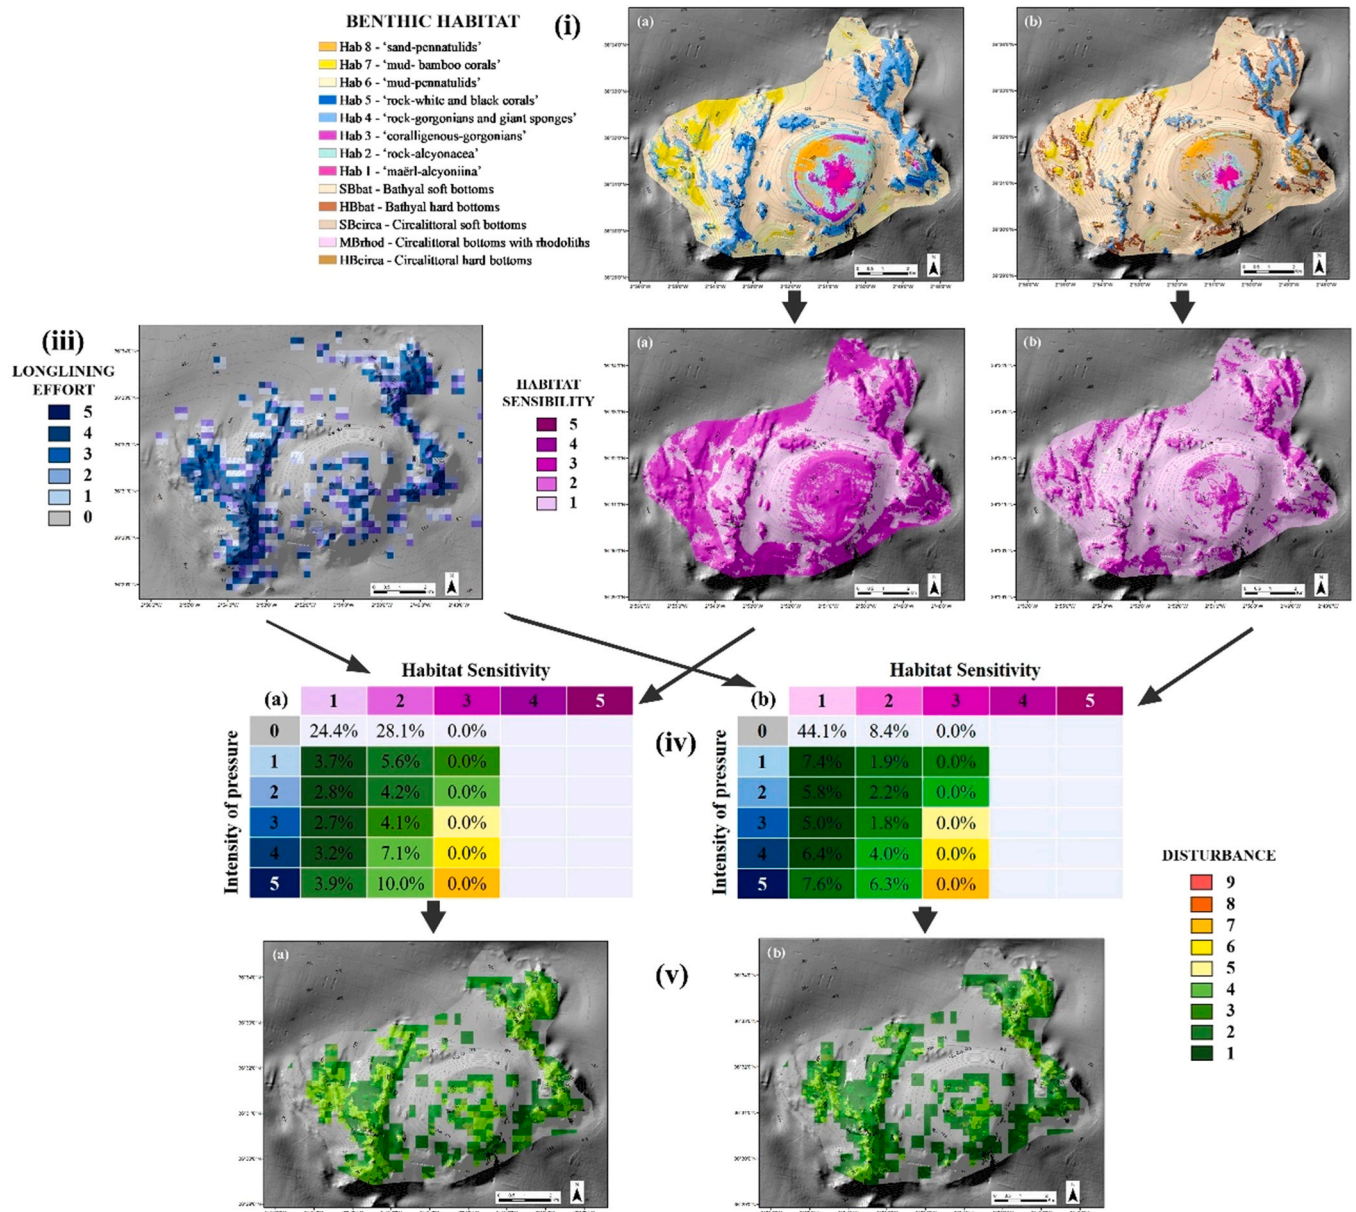 BENTHIC HABITAT
Hab 8 - ‘sand-pennatulids’
Hab 7 - ‘mud- bamboo corals’
Hab 6 - ‘mud-pennatulids’
Hab 5 - ‘rock-white and black corals’
Hab 4 - ‘rock-gorgonians and giant sponges’
Hab 3 - ‘coralligenous-gorgonians’
Hab 2 - ‘rock-alcyonacea’
Hab 1 - ‘maërl-alcyoniina’
SBbat - Bathyal soft bottoms
HBbat - Bathyal hard bottoms
SBcirca - Circalittoral soft bottoms
MBrhod - Circalittoral bottoms with rhodoliths
HBcirca - Circalittoral hard bottoms
(i)
(a)
(b)
(iii)
LONGLINING
EFFORT
5
4
3
2
1
0
HABITAT
SENSIBILITY
5
4
3
2
1
(a)
(b)
Habitat Sensitivity
(a) 1 2 3 4 5
Intensity of pressure
0 24.4% 28.1% 0.0%
1 3.7% 5.6% 0.0%
2 2.8% 4.2% 0.0%
3 2.7% 4.1% 0.0%
4 3.2% 7.1% 0.0%
5 3.9% 10.0% 0.0%
(iv)
Habitat Sensitivity
(b) 1 2 3 4 5
Intensity of pressure
0 44.1% 8.4% 0.0%
1 7.4% 1.9% 0.0%
2 5.8% 2.2% 0.0%
3 5.0% 1.8% 0.0%
4 6.4% 4.0% 0.0%
5 7.6% 6.3% 0.0%
DISTURBANCE
9
8
7
6
5
4
3
2
1
(v)
(a)
(b)